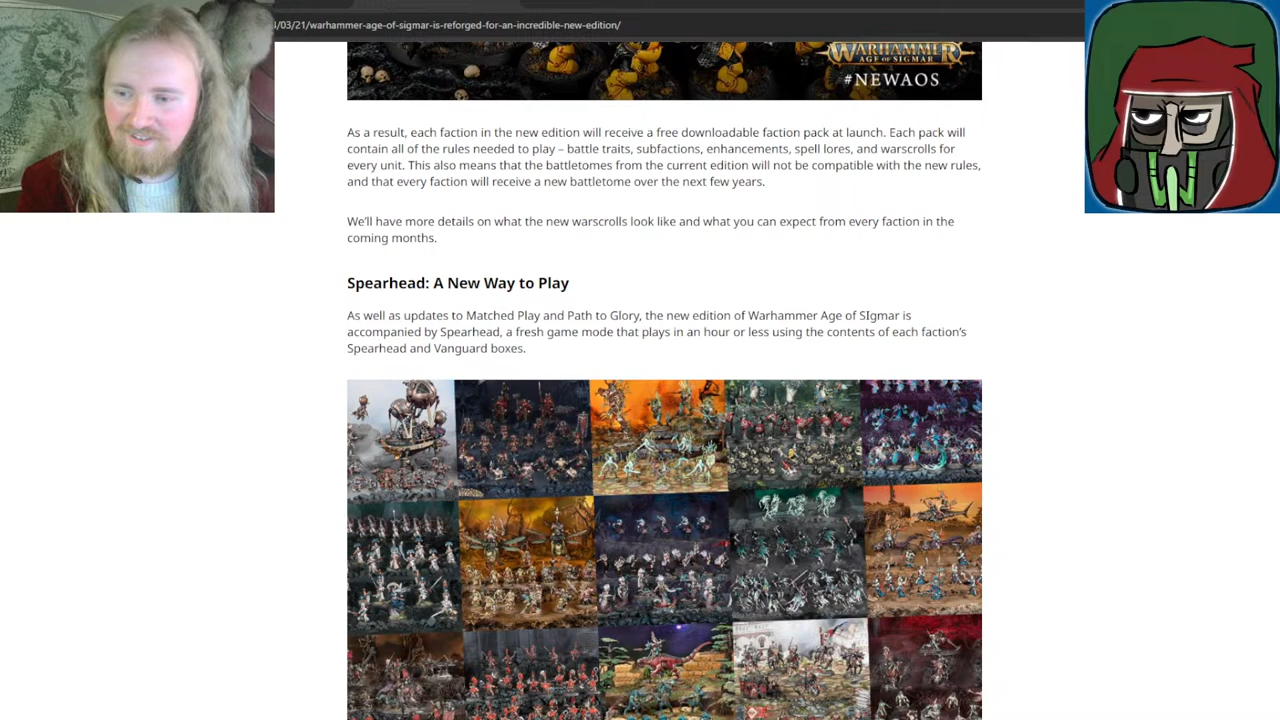 4/03/21/warhammer-age-of-sigmar-is-reforged-for-an-incredible-new-edition/
WARHAMMER
AGE OF SIGMAR
#NEWAOS
As a result, each faction in the new edition will receive a free downloadable faction pack at launch. Each pack will
contain all of the rules needed to play – battle traits, subfactions, enhancements, spell lores, and warscrolls for
every unit. This also means that the battletomes from the current edition will not be compatible with the new rules,
and that every faction will receive a new battletome over the next few years.
We’ll have more details on what the new warscrolls look like and what you can expect from every faction in the
coming months.
Spearhead: A New Way to Play
As well as updates to Matched Play and Path to Glory, the new edition of Warhammer Age of SIgmar is
accompanied by Spearhead, a fresh game mode that plays in an hour or less using the contents of each faction’s
Spearhead and Vanguard boxes.